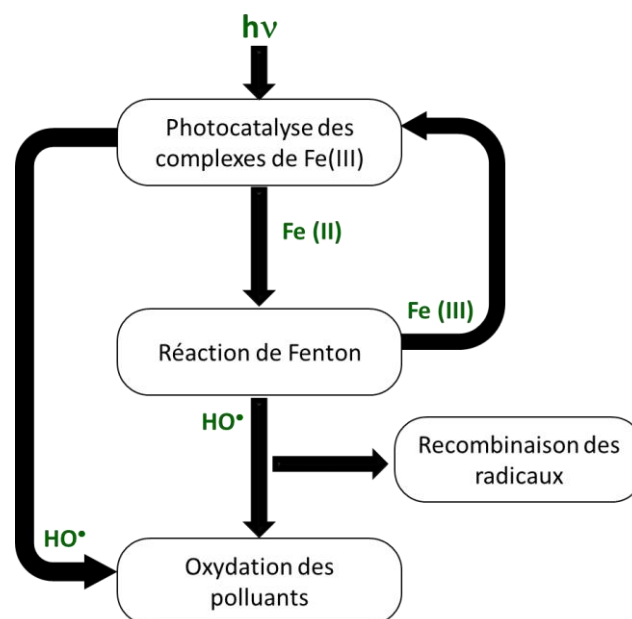 hν
Photocatalyse des
complexes de Fe(III)
Fe (II)
Fe (III)
Réaction de Fenton
HO•
Recombinaison des
radicaux
HO•
Oxydation des
polluants